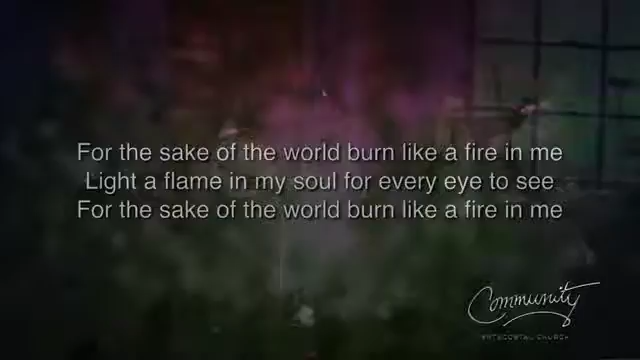 For the sake of the world burn like a fire in me
Light a flame in my soul for every eye to see
For the sake of the world burn like a fire in me
Community
PENTECOSTAL CHURCH